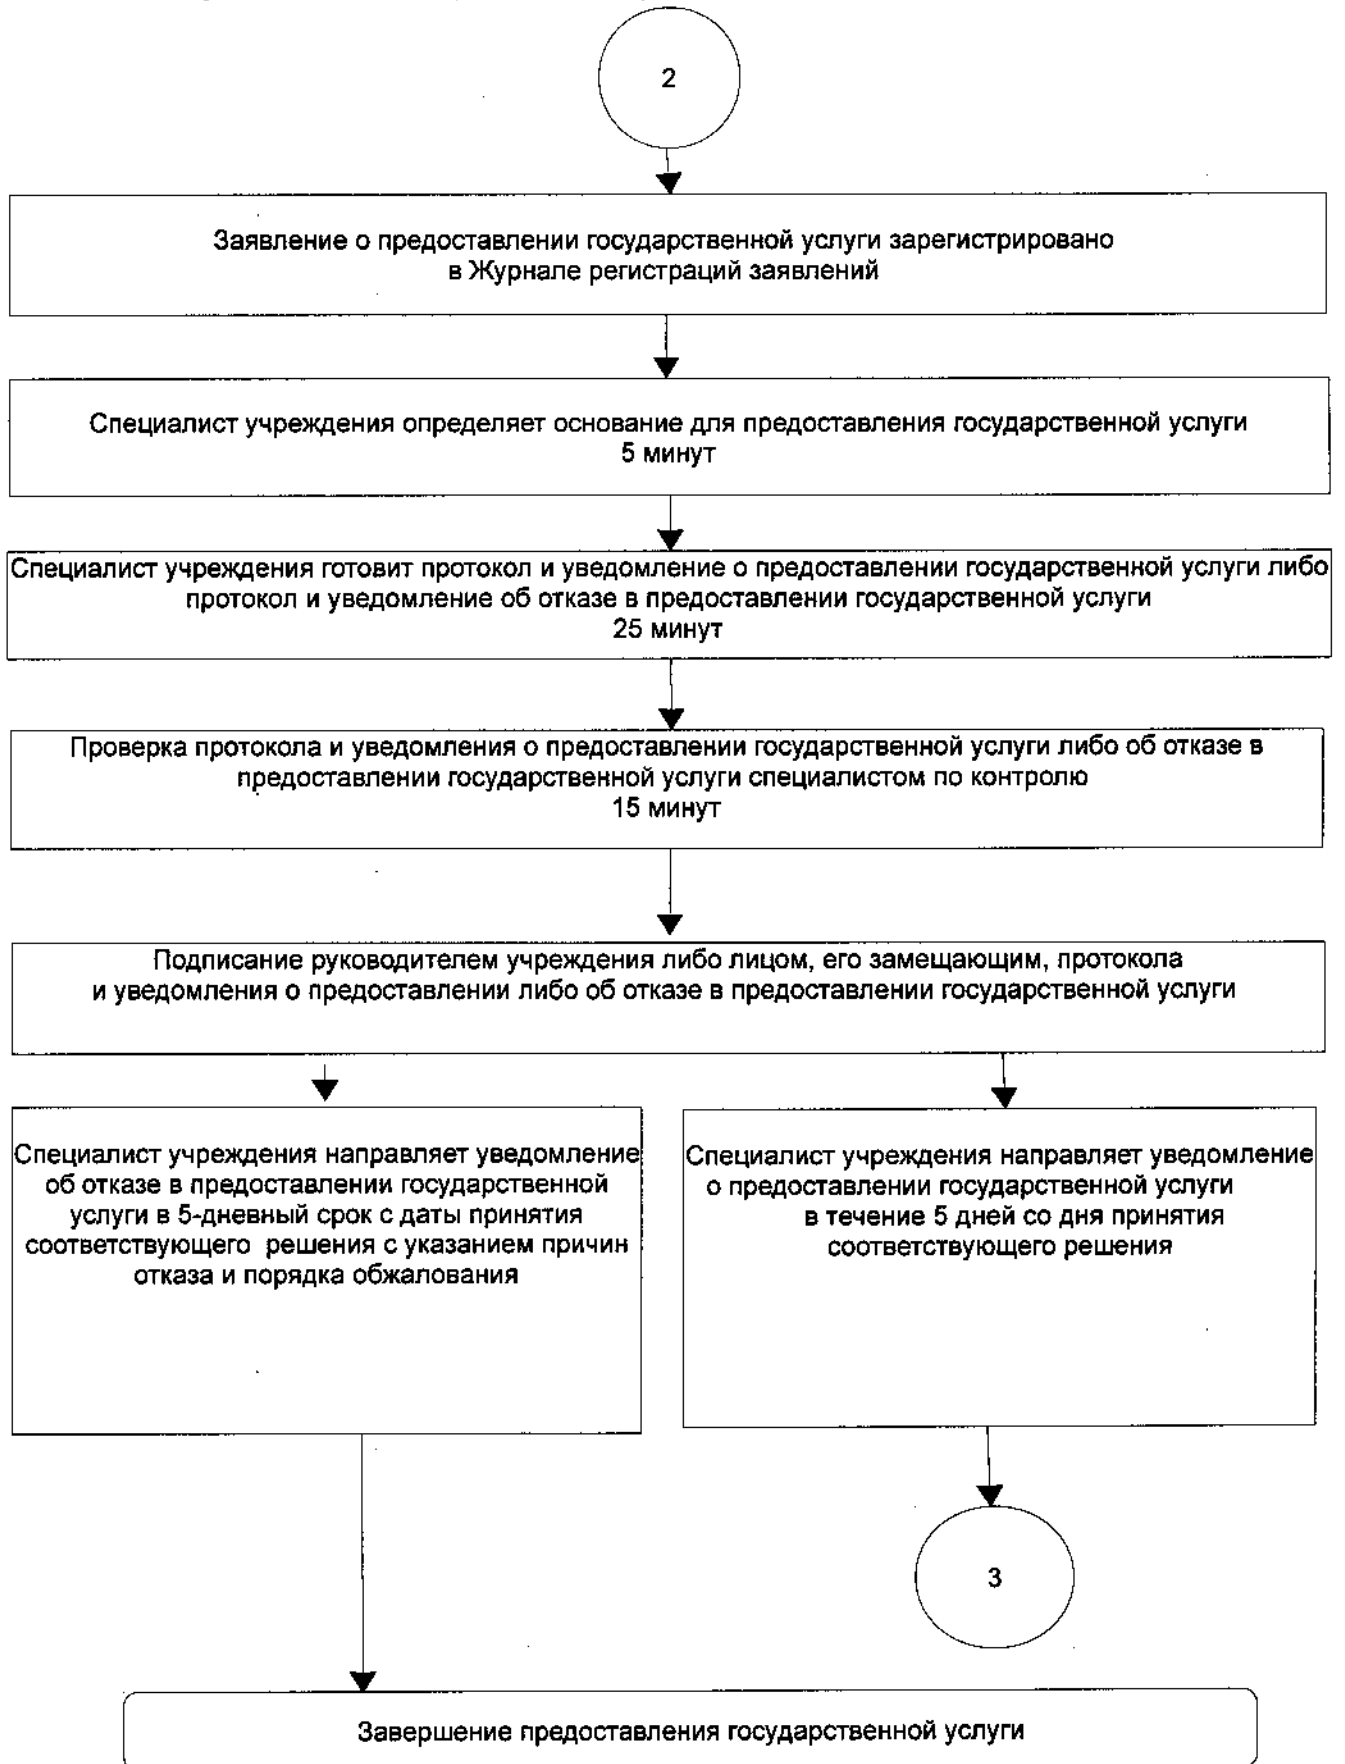 2
Заявление о предоставлении государственной услуги зарегистрировано
в Журнале регистраций заявлений
Специалист учреждения определяет основание для предоставления государственной услуги
5 минут
Специалист учреждения готовит протокол и уведомление о предоставлении государственной услуги либо
протокол и уведомление об отказе в предоставлении государственной услуги
25 минут
Проверка протокола и уведомления о предоставлении государственной услуги либо об отказе в
предоставлении государственной услуги специалистом по контролю
15 минут
Подписание руководителем учреждения либо лицом, его замещающим, протокола
и уведомления о предоставлении либо об отказе в предоставлении государственной услуги
Специалист учреждения направляет уведомление
об отказе в предоставлении государственной
услуги в 5-дневный срок с даты принятия
соответствующего решения с указанием причин
отказа и порядка обжалования
Специалист учреждения направляет уведомление
о предоставлении государственной услуги
в течение 5 дней со дня принятия
соответствующего решения
3
Завершение предоставления государственной услуги